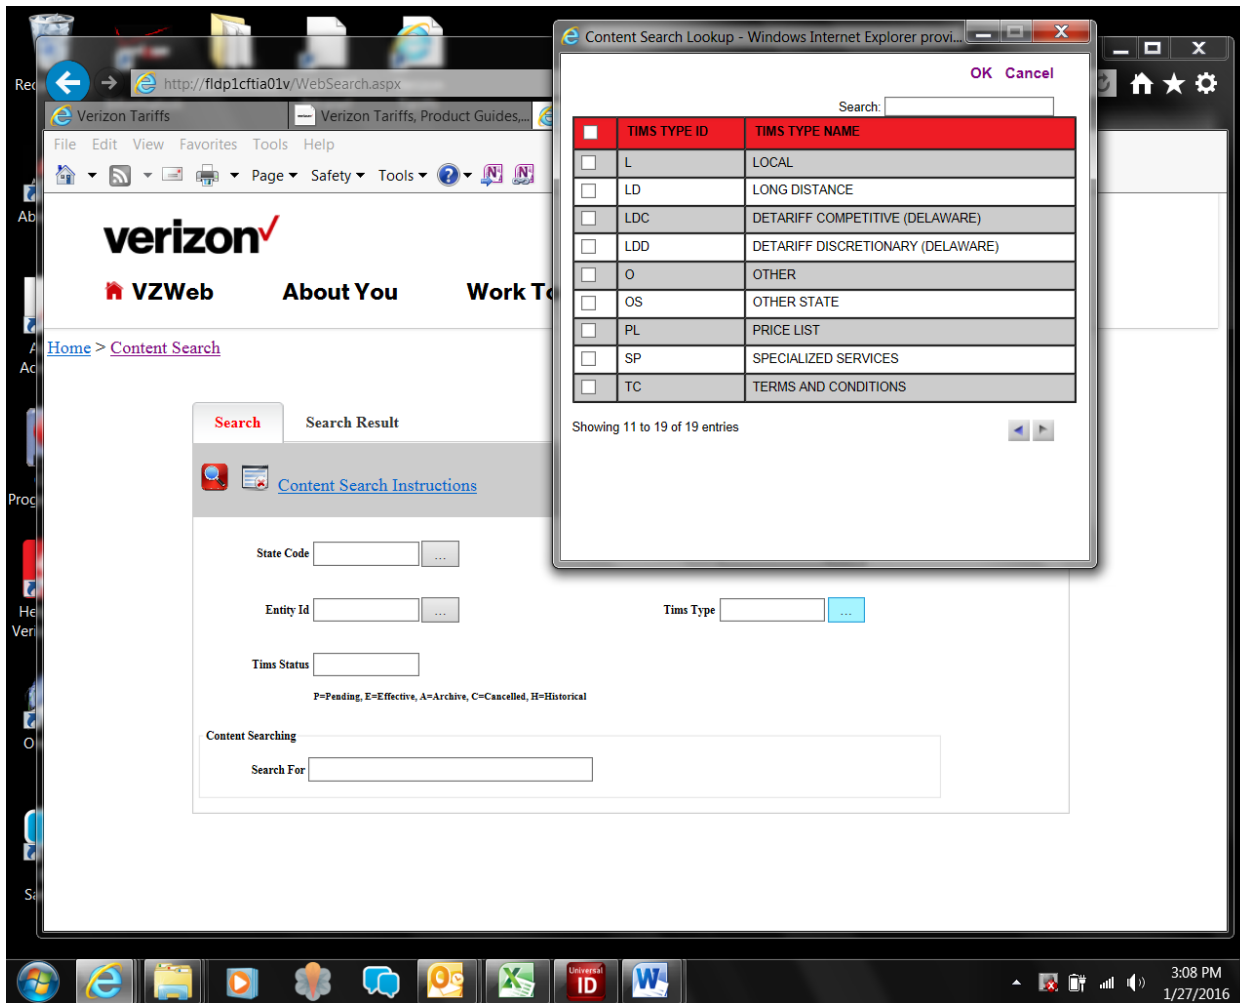 Content Search Lookup - Windows Internet Explorer provi...
OK Cancel
Search:
TIMS TYPE ID TIMS TYPE NAME
L LOCAL
LD LONG DISTANCE
LDC DETARIFF COMPETITIVE (DELAWARE)
LDD DETARIFF DISCRETIONARY (DELAWARE)
O OTHER
OS OTHER STATE
PL PRICE LIST
SP SPECIALIZED SERVICES
TC TERMS AND CONDITIONS
Showing 11 to 19 of 19 entries
http://fldp1cftia01v/WebSearch.aspx
Verizon Tariffs Verizon Tariffs, Product Guides,...
File Edit View Favorites Tools Help
Page Safety Tools
verizon
VZWeb About You Work
Home > Content Search
Search Search Result
Content Search Instructions
State Code ...
Entity Id ... Tims Type ...
Tims Status
P=Pending, E=Effective, A=Archive, C=Cancelled, H=Historical
Content Searching
Search For
Universal
ID
3:08 PM
1/27/2016